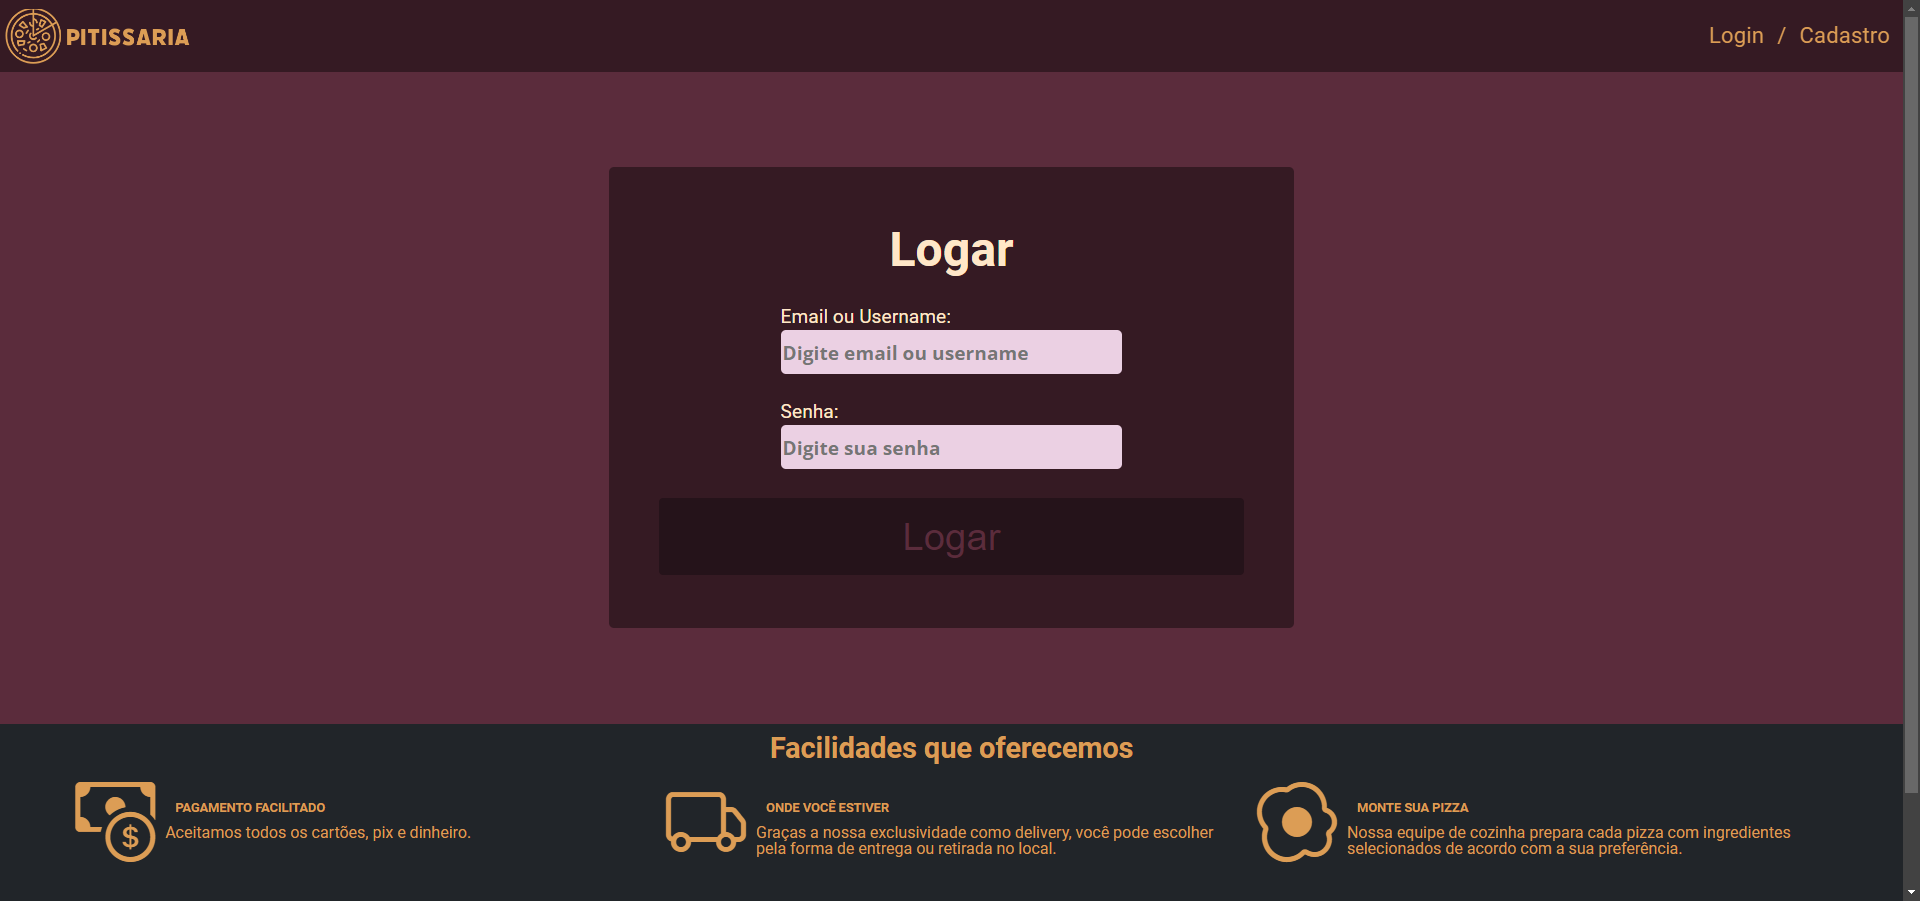 PITISSARIA
Login / Cadastro
Logar
Email ou Username:
Digite email ou username
Senha:
Digite sua senha
Logar
Facilidades que oferecemos
$
PAGAMENTO FACILITADO
Aceitamos todos os cartões, pix e dinheiro.
ONDE VOCÊ ESTIVER
Graças a nossa exclusividade como delivery, você pode escolher
pela forma de entrega ou retirada no local.
MONTE SUA PIZZA
Nossa equipe de cozinha prepara cada pizza com ingredientes
selecionados de acordo com a sua preferência.